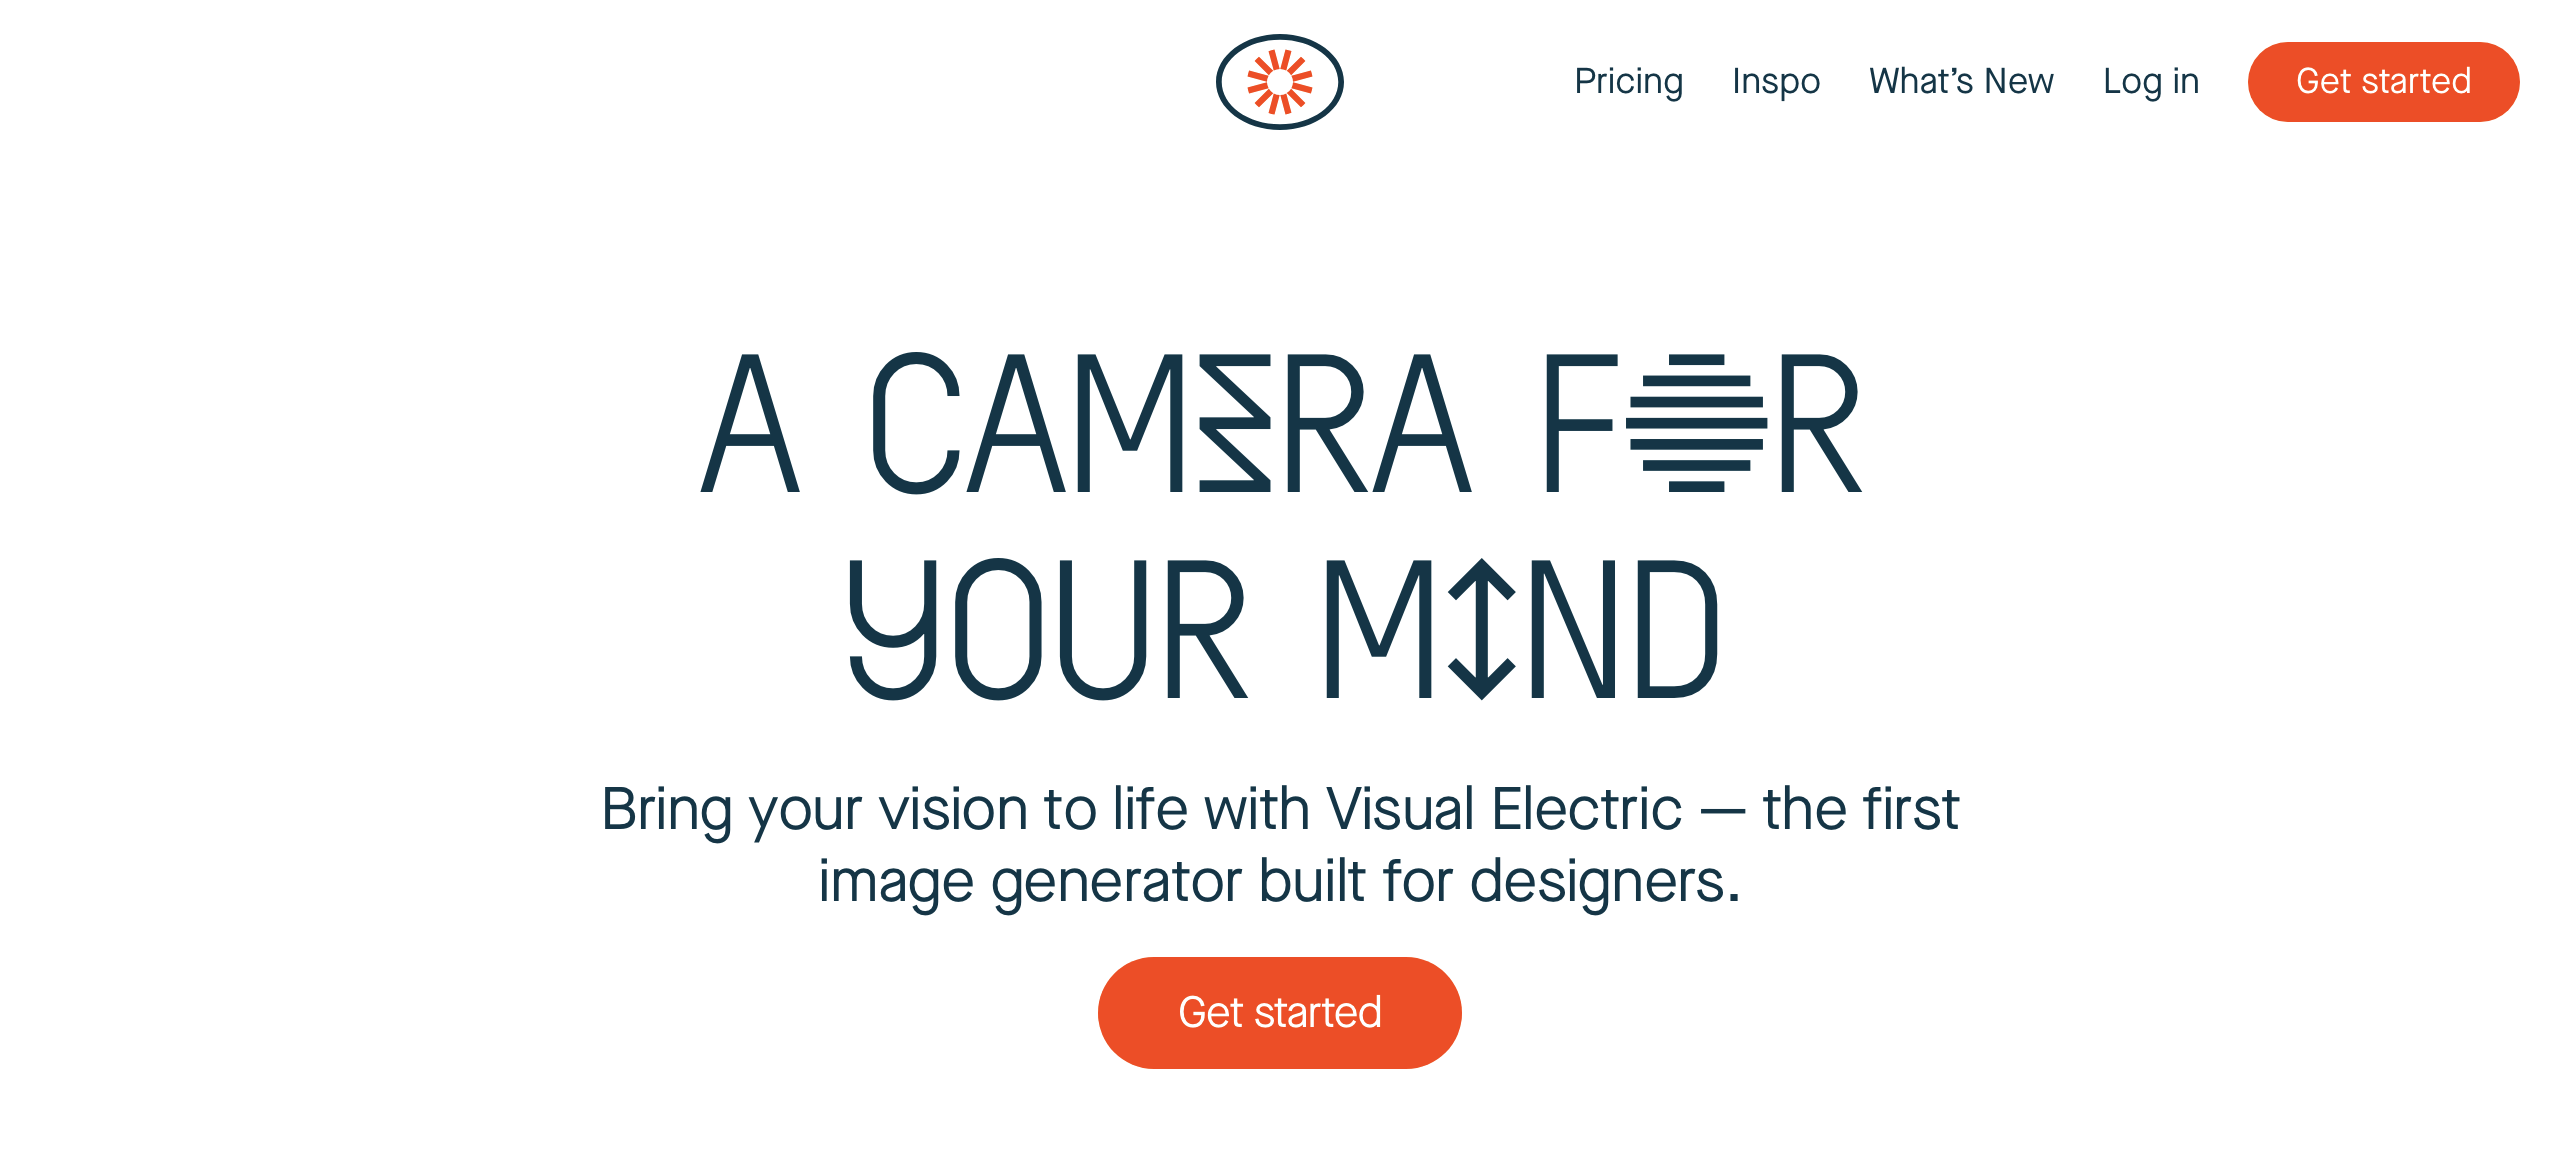 Pricing
Inspo
What's New
Log in
Get started
A CAMERA FOR
YOUR MIND
Bring your vision to life with Visual Electric — the first
image generator built for designers.
Get started